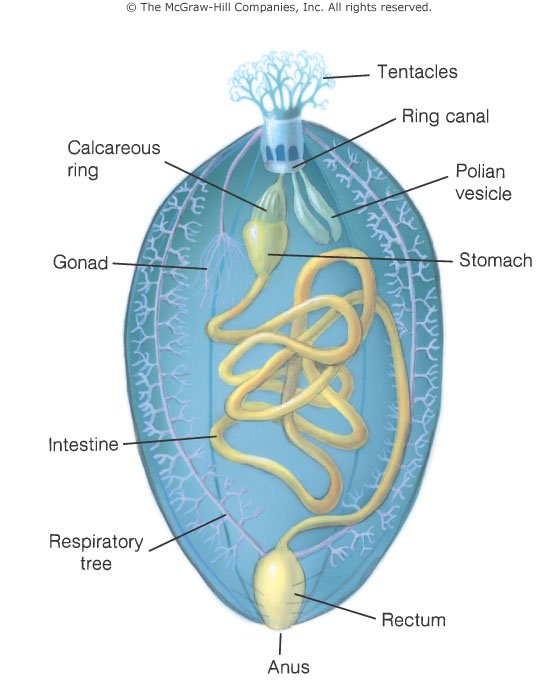 © The McGraw-Hill Companies, Inc. All rights reserved.
Tentacles
Ring canal
Calcareous
ring
Polian
vesicle
Gonad
Stomach
Intestine
Respiratory
tree
Rectum
Anus